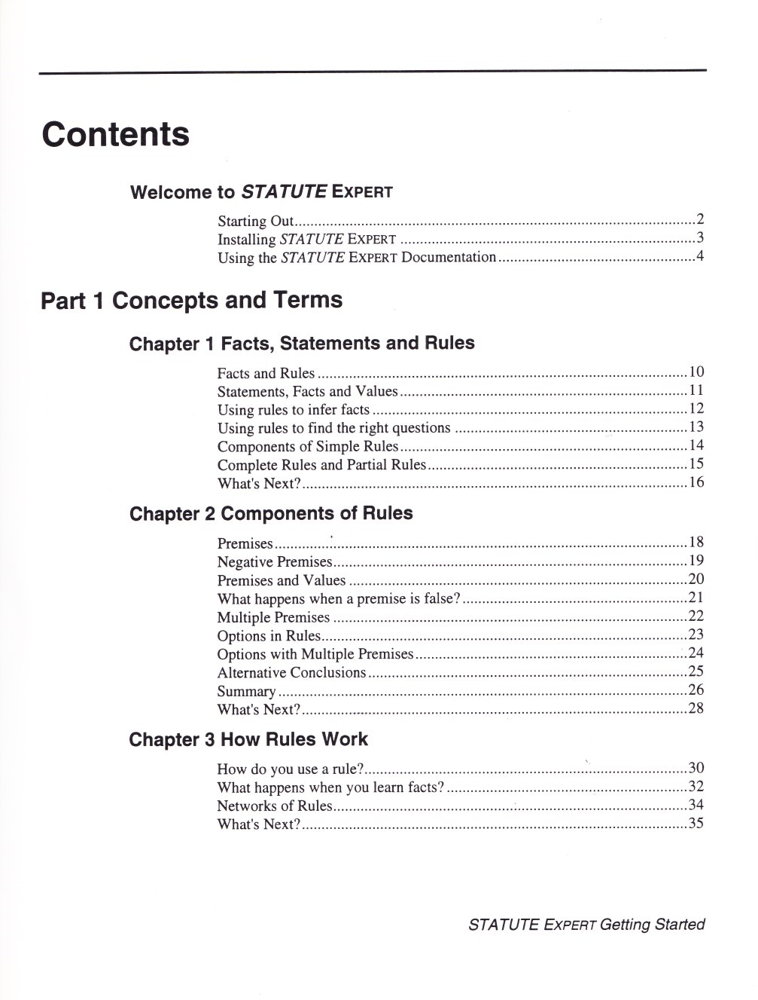 Contents
Welcome to STATUTE EXPERT
Starting Out....................................................................................................2
Installing STATUTE EXPERT ..........................................................................3
Using the STATUTE EXPERT Documentation.................................................4
Part 1 Concepts and Terms
Chapter 1 Facts, Statements and Rules
Facts and Rules ..............................................................................................10
Statements, Facts and Values.........................................................................11
Using rules to infer facts ................................................................................12
Using rules to find the right questions ...........................................................13
Components of Simple Rules.........................................................................14
Complete Rules and Partial Rules..................................................................15
What's Next?..................................................................................................16
Chapter 2 Components of Rules
Premises.........................................................................................................18
Negative Premises..........................................................................................19
Premises and Values ......................................................................................20
What happens when a premise is false?.........................................................21
Multiple Premises ..........................................................................................22
Options in Rules.............................................................................................23
Options with Multiple Premises.....................................................................24
Alternative Conclusions.................................................................................25
Summary........................................................................................................26
What's Next?..................................................................................................28
Chapter 3 How Rules Work
How do you use a rule?..................................................................................30
What happens when you learn facts?.............................................................32
Networks of Rules..........................................................................................34
What's Next?..................................................................................................35
STATUTE EXPERT Getting Started